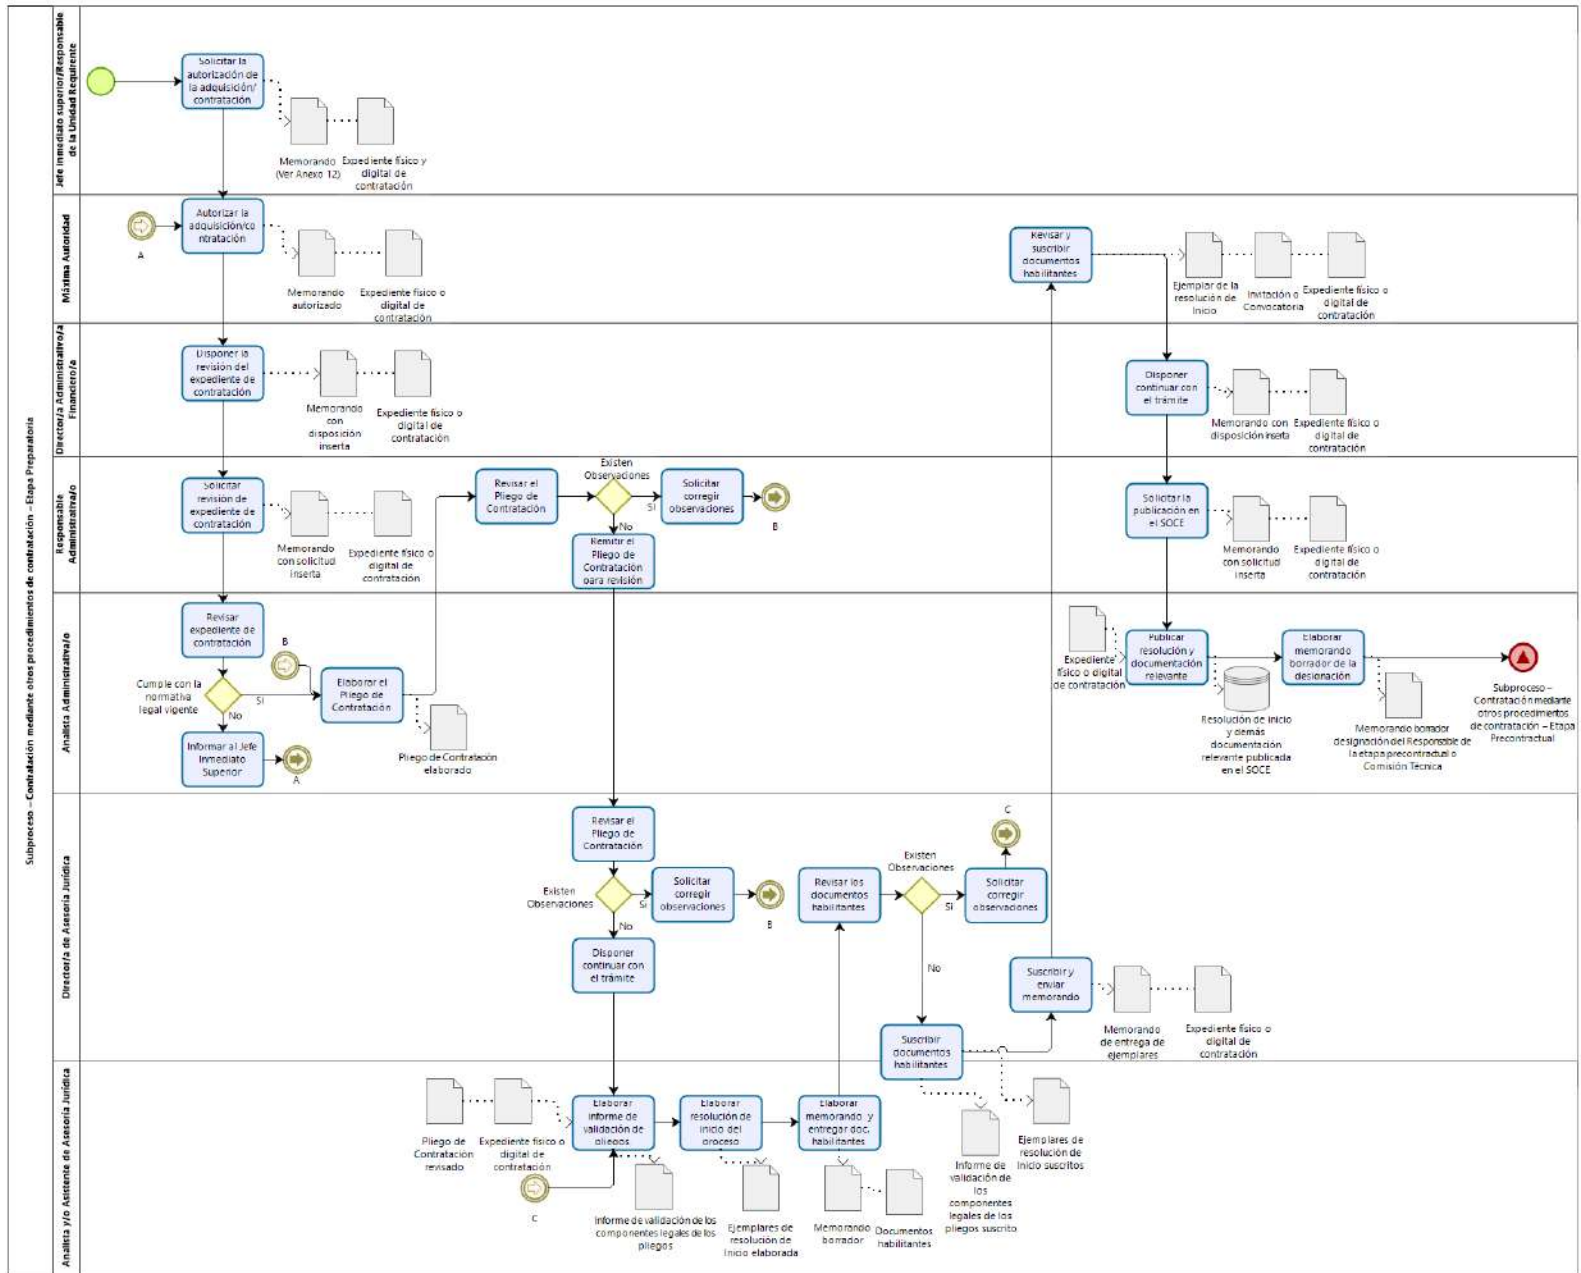 Subproceso – Contratación mediante otros procedimientos de contratación – Etapa Preparatoria
Jefe Inmediato superior/Responsable
de la Unidad Requirente
Solicitar la
autorización de
la adquisición/
contratación
Memorando
(Ver Anexo 12)
Expediente físico y
digital de
contratación
Máxima Autoridad
A
Autorizar la
adquisición/co
ntratación
Memorando
autorizado
Expediente físico o
digital de
contratación
Revisar y
suscribir
documentos
habilitantes
Ejemplar de la
resolución de
Inicio
Invitación o
Convocatoria
Expediente físico o
digital de
contratación
Director/a Administrativo/a
Financiero/a
Disponer la
revisión del
expediente de
contratación
Memorando
con
disposición
inserta
Expediente físico o
digital de
contratación
Disponer
continuar con
el trámite
Memorando con
disposición inserta
Expediente físico o
digital de
contratación
Responsable
Administrativa/o
Solicitar
revisión de
expediente de
contratación
Memorando
con solicitud
inserta
Expediente físico o
digital de
contratación
Revisar el
Pliego de
Contratación
Existen
Observaciones
Si
No
Solicitar
corregir
observaciones
B
Remitir el
Pliego de
Contratación
para revisión
Solicitar la
publicación en
el SOCE
Memorando
con solicitud
inserta
Expediente físico o
digital de
contratación
Analista Administrativa/o
Revisar
expediente de
contratación
B
Cumple con la
normativa
legal vigente
Si
No
Elaborar el
Pliego de
Contratación
Pliego de Contratación
elaborado
Informar al Jefe
Inmediato
Superior
A
Expediente
físico o digital
de contratación
Publicar
resolución y
documentación
relevante
Resolución de inicio
y demás
documentación
relevante publicada
en el SOCE
Elaborar
memorando
borrador de la
designación
Memorando borrador
designación del Responsable de
la etapa precontractual o
Comisión Técnica
Subproceso –
Contratación mediante
otros procedimientos
de contratación – Etapa
Precontractual
Director/a de Asesoría Jurídica
Revisar el
Pliego de
Contratación
Existen
Observaciones
Si
No
Solicitar
corregir
observaciones
B
Disponer
continuar con
el trámite
Revisar los
documentos
habilitantes
Existen
Observaciones
Si
No
Solicitar
corregir
observaciones
C
Suscribir
documentos
habilitantes
Suscribir y
enviar
memorando
Memorando
de entrega de
ejemplares
Expediente físico o
digital de
contratación
Analista y/o Asistente de Asesoría Jurídica
Pliego de
Contratación
revisado
Expediente físico o
digital de
contratación
C
Elaborar
informe de
validación de
pliegos
Informe de validación de los
componentes legales de los
pliegos
Elaborar
resolución de
inicio del
proceso
Ejemplares de
resolución de
Inicio elaborada
Elaborar
memorando y
entregar doc.
habilitantes
Memorando
borrador
Documentos
habilitantes
Informe de
validación de
los
componentes
legales de los
pliegos suscrito
Ejemplares de
resolución de
Inicio suscritos